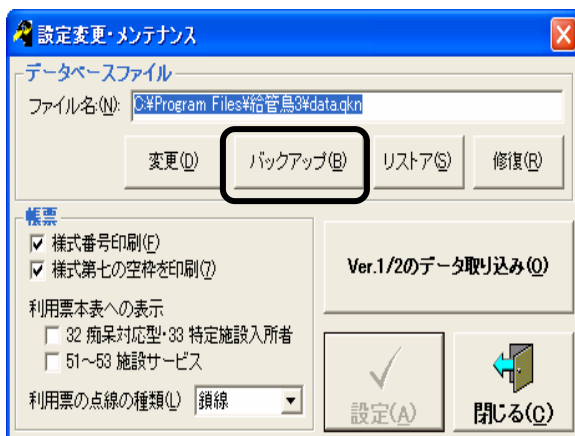 設定変更・メンテナンス
データベースファイル
ファイル名:(N): C:¥Program Files¥給管鳥3¥data.qkn
変更(D) バックアップ(B) リストア(S) 修復(R)
帳票
様式番号印刷(F)
様式第七の空枠を印刷(7)
Ver.1/2のデータ取り込み(O)
利用票本表への表示
32 痴呆対応型・33 特定施設入所者
51～53 施設サービス
利用票の点線の種類(L) 鎖線
設定(A) 閉じる(C)